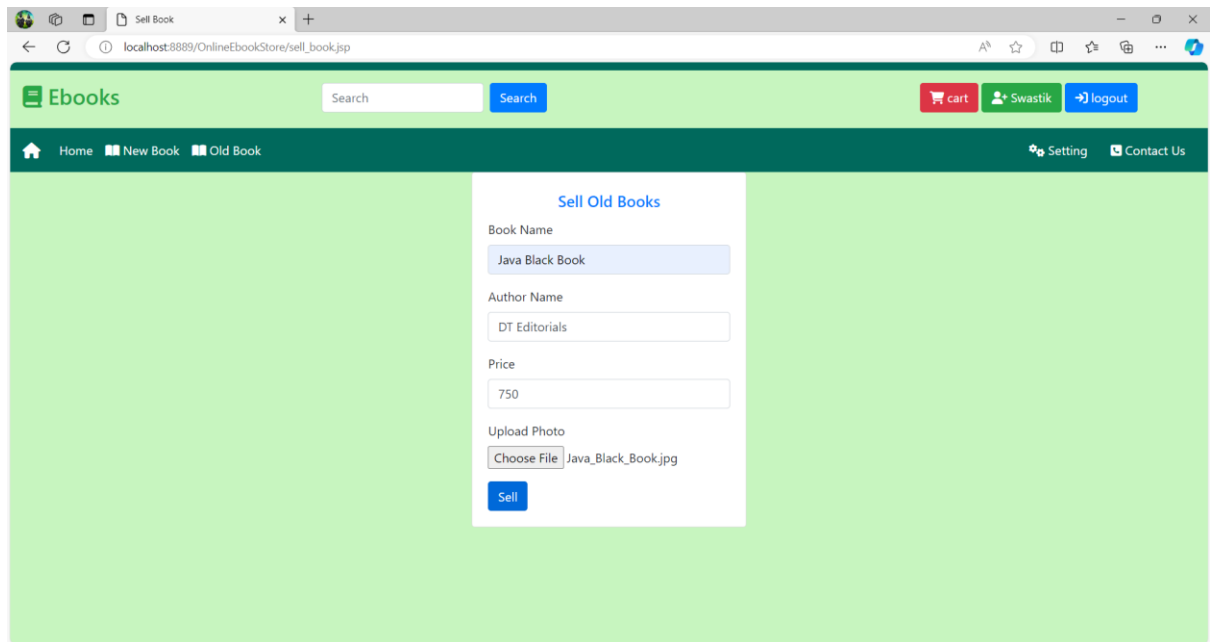 Sell Book
localhost:8889/OnlineEbookStore/sell_book.jsp
Ebooks Search Search cart Swastik logout
Home New Book Old Book Setting Contact Us
Sell Old Books
Book Name
Java Black Book
Author Name
DT Editorials
Price
750
Upload Photo
Choose File Java_Black_Book.jpg
Sell